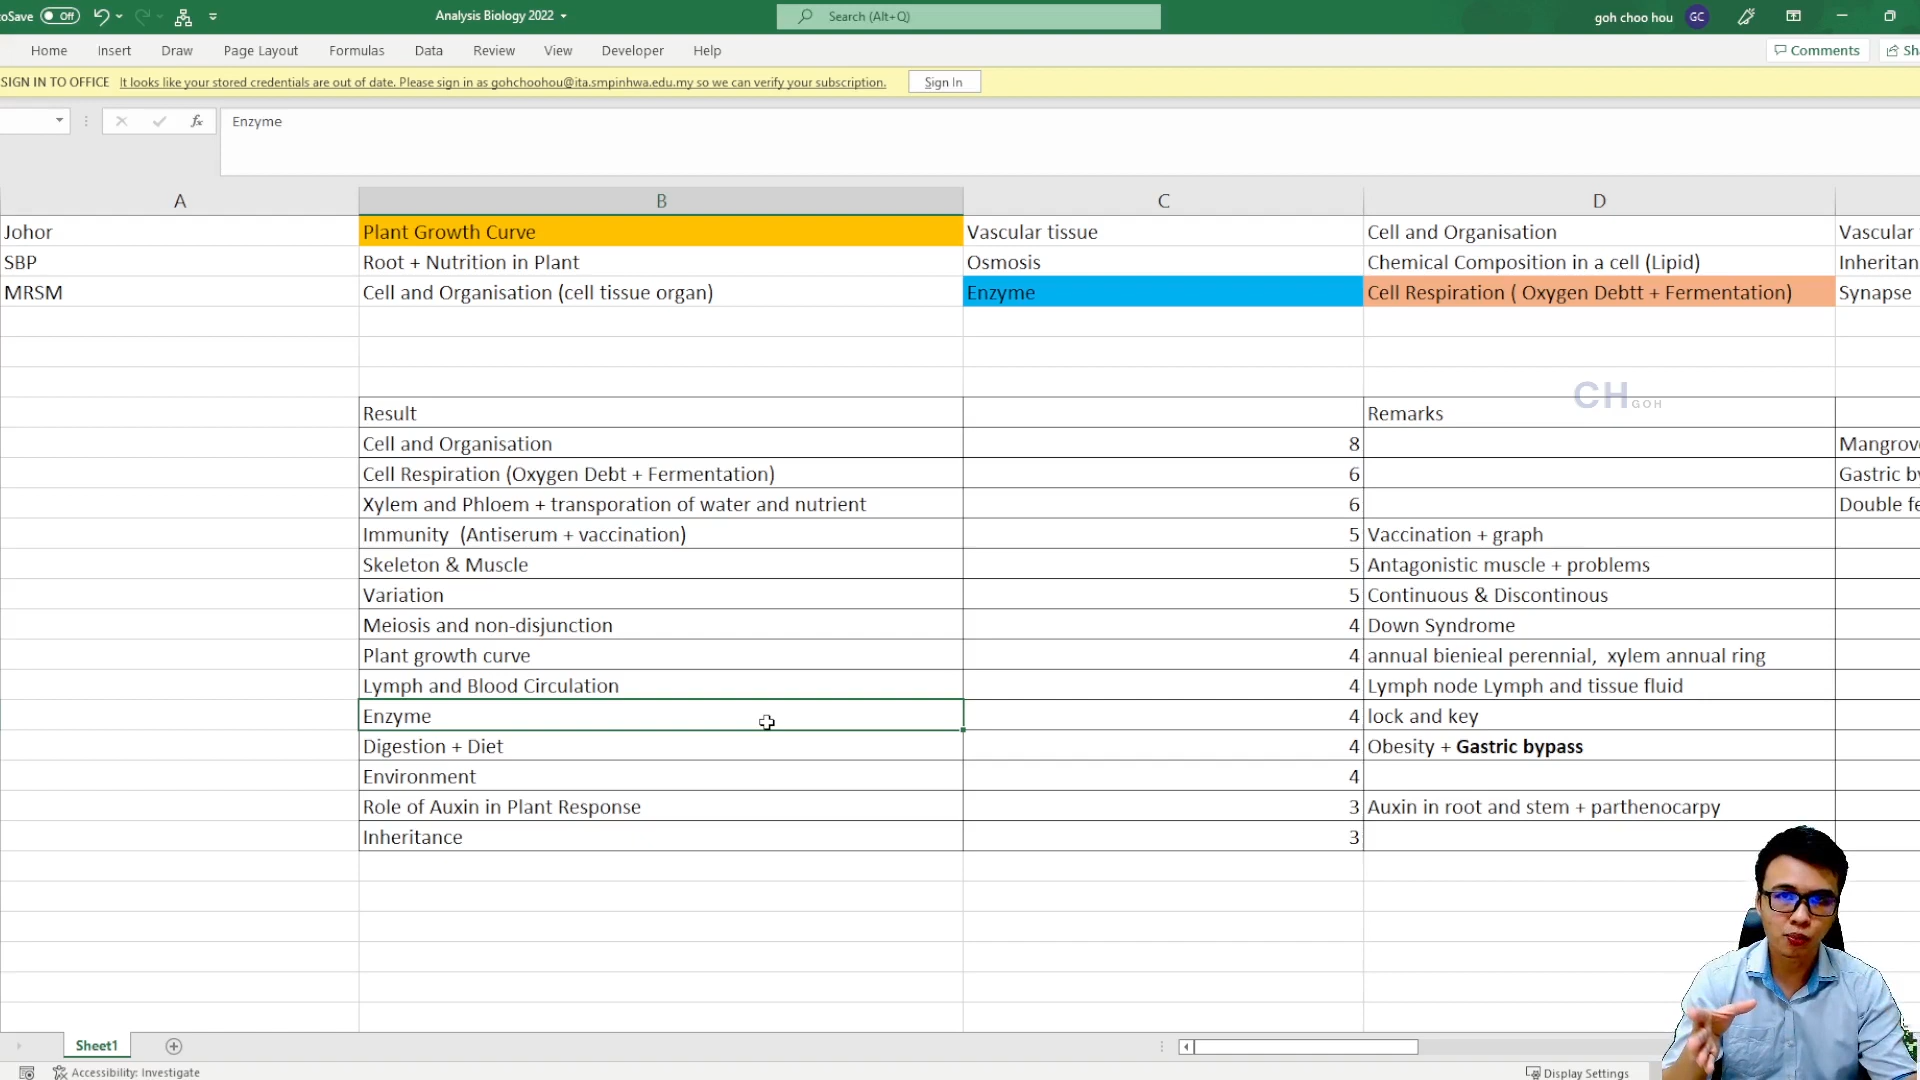 oSave Off Analysis Biology 2022 Search (Alt+Q) goh choo hou GC
Home Insert Draw Page Layout Formulas Data Review View Developer Help Comments Sha
SIGN IN TO OFFICE It looks like your stored credentials are out of date. Please sign in as gohchoohou@ita.smpinhwa.edu.my so we can verify your subscription. Sign In
fx Enzyme
A B C D
Johor Plant Growth Curve Vascular tissue Cell and Organisation Vascular
SBP Root + Nutrition in Plant Osmosis Chemical Composition in a cell (Lipid) Inheritan
MRSM Cell and Organisation (cell tissue organ) Enzyme Cell Respiration ( Oxygen Debtt + Fermentation) Synapse
CH GOH
Result Remarks
Cell and Organisation 8 Mangrove
Cell Respiration (Oxygen Debt + Fermentation) 6 Gastric by
Xylem and Phloem + transporation of water and nutrient 6 Double fe
Immunity (Antiserum + vaccination) 5 Vaccination + graph
Skeleton & Muscle 5 Antagonistic muscle + problems
Variation 5 Continuous & Discontinous
Meiosis and non-disjunction 4 Down Syndrome
Plant growth curve 4 annual bienieal perennial, xylem annual ring
Lymph and Blood Circulation 4 Lymph node Lymph and tissue fluid
Enzyme 4 lock and key
Digestion + Diet 4 Obesity + Gastric bypass
Environment 4
Role of Auxin in Plant Response 3 Auxin in root and stem + parthenocarpy
Inheritance 3
Sheet1
Accessibility: Investigate Display Settings